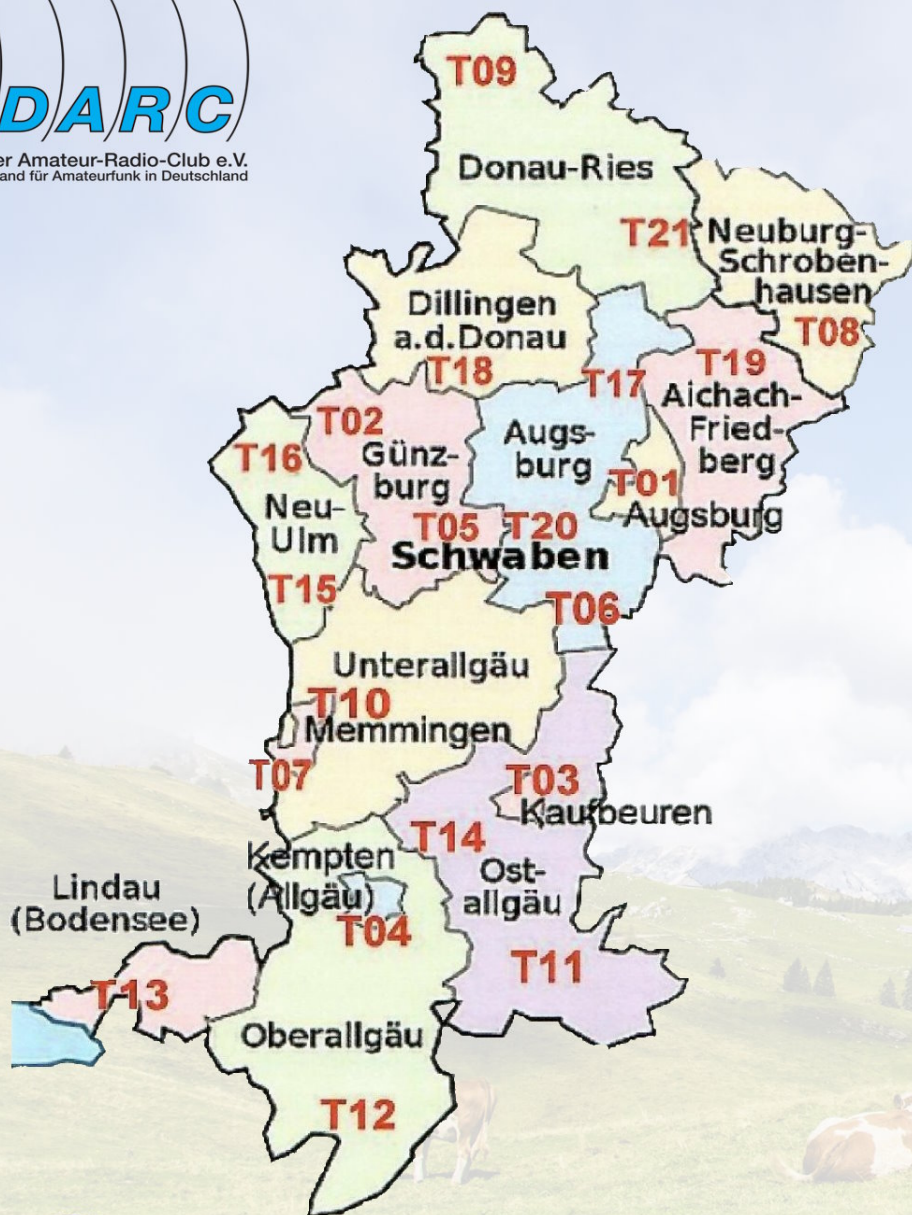 DARC
er Amateur-Radio-Club e.V.
and für Amateurfunk in Deutschland
T09
Donau-Ries
T21
Neuburg-
Schroben-
hausen
T08
Dillingen
a.d.Donau
T18
T17
T19
Aichach-
Fried-
berg
T02
Günz-
burg
T05
Augs-
burg
T01
Augsburg
T16
Neu-
Ulm
T15
T20
Schwaben
T06
Unterallgäu
T10
Memmingen
T07
T03
Kaufbeuren
T14
Ost-
allgäu
T11
Kempten
(Allgäu)
T04
Lindau
(Bodensee)
T13
Oberallgäu
T12